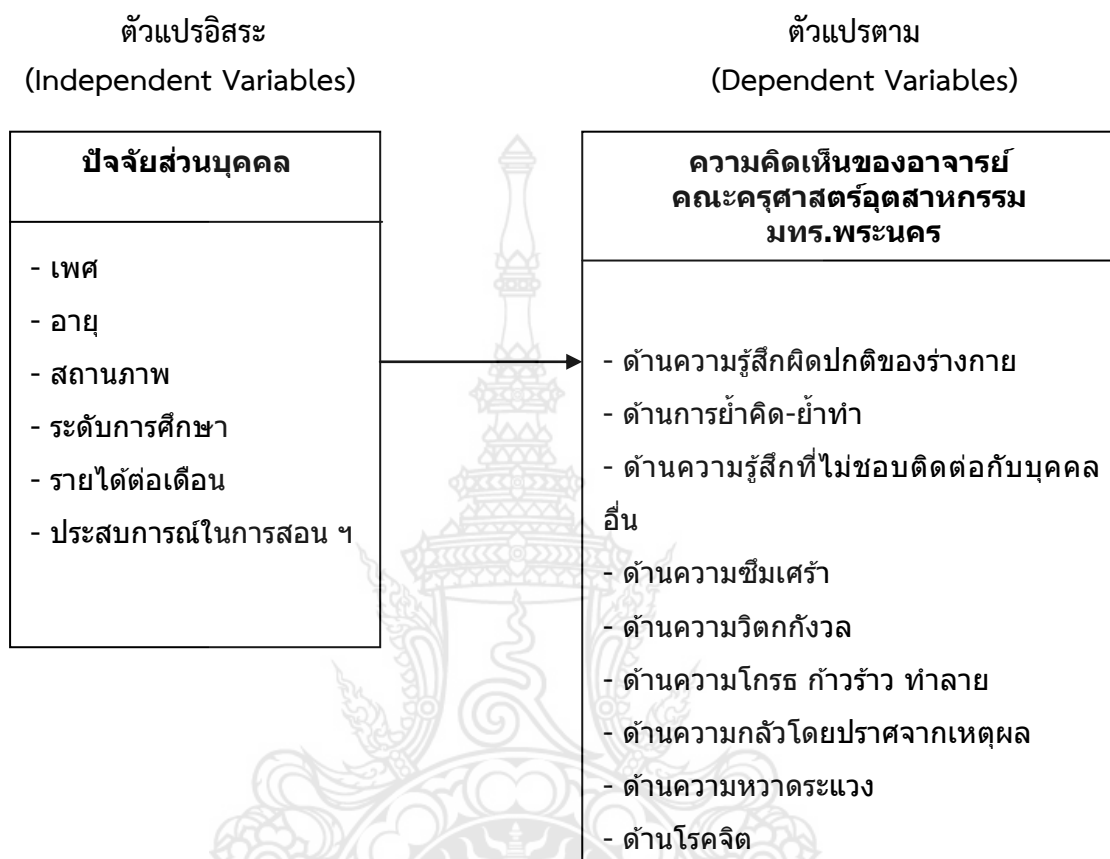 ตัวแปรอิสระ
(Independent Variables)
ปัจจัยส่วนบุคคล
- เพศ
- อายุ
- สถานภาพ
- ระดับการศึกษา
- รายได้ต่อเดือน
- ประสบการณ์ในการสอน ฯ
ตัวแปรตาม
(Dependent Variables)
ความคิดเห็นของอาจารย์
คณะครุศาสตร์อุตสาหกรรม
มทร.พระนคร
- ด้านความรู้สึกผิดปกติของร่างกาย
- ด้านการย้ำคิด-ย้ำทำ
- ด้านความรู้สึกที่ไม่ชอบติดต่อกับบุคคล
อื่น
- ด้านความซึมเศร้า
- ด้านความวิตกกังวล
- ด้านความโกรธ ก้าวร้าว ทำลาย
- ด้านความกลัวโดยปราศจากเหตุผล
- ด้านความหวาดระแวง
- ด้านโรคจิต